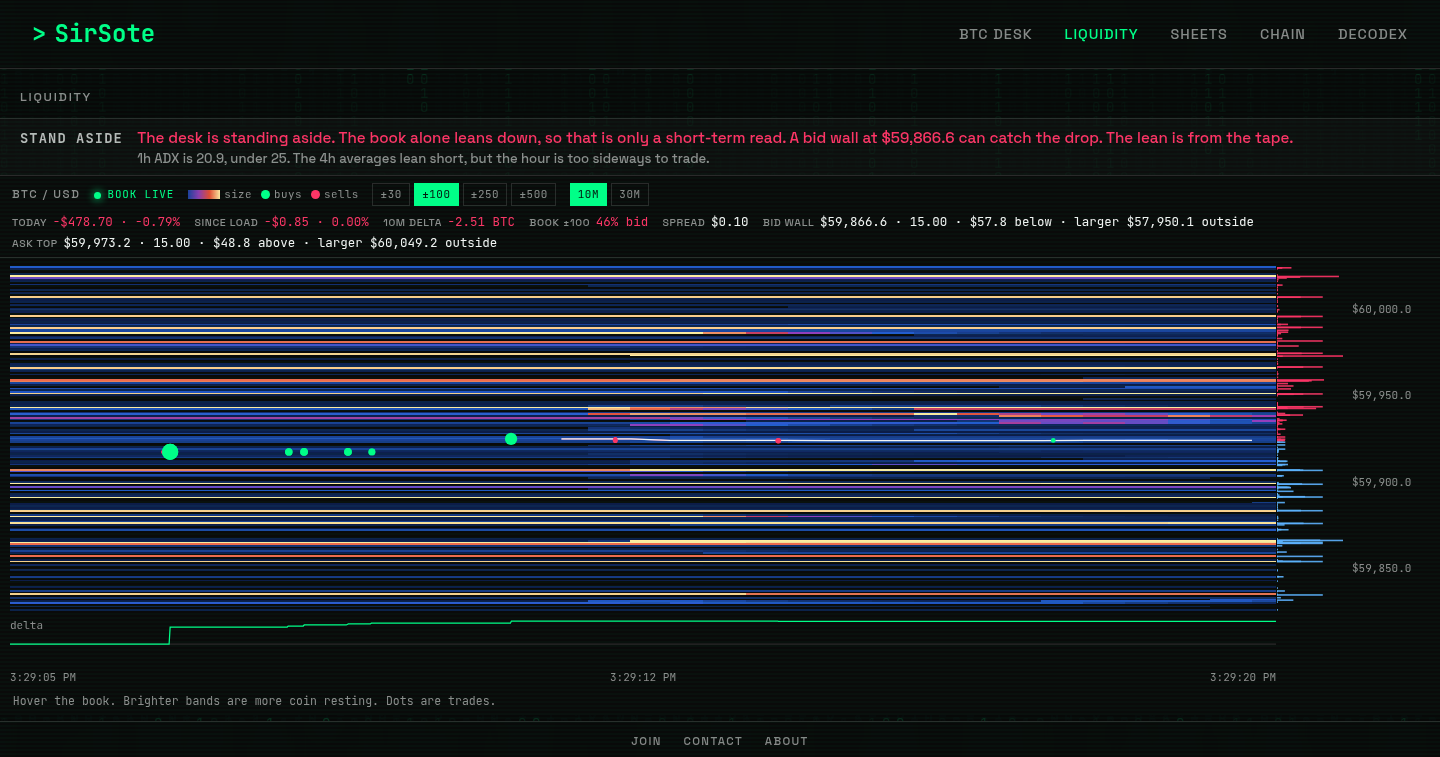 > SirSote
BTC DESK LIQUIDITY SHEETS CHAIN DECODEX
LIQUIDITY
STAND ASIDE The desk is standing aside. The book alone leans down, so that is only a short-term read. A bid wall at $59,866.6 can catch the drop. The lean is from the tape.
1h ADX is 20.9, under 25. The 4h averages lean short, but the hour is too sideways to trade.
BTC / USD BOOK LIVE size buys sells ±30 ±100 ±250 ±500 10M 30M
TODAY -$478.70 · -0.79% SINCE LOAD -$0.85 · 0.00% 10M DELTA -2.51 BTC BOOK ±100 46% bid SPREAD $0.10 BID WALL $59,866.6 · 15.00 · $57.8 below · larger $57,950.1 outside
ASK TOP $59,973.2 · 15.00 · $48.8 above · larger $60,049.2 outside
$60,000.0
$59,950.0
$59,900.0
$59,850.0
delta
3:29:05 PM 3:29:12 PM 3:29:20 PM
Hover the book. Brighter bands are more coin resting. Dots are trades.
JOIN CONTACT ABOUT